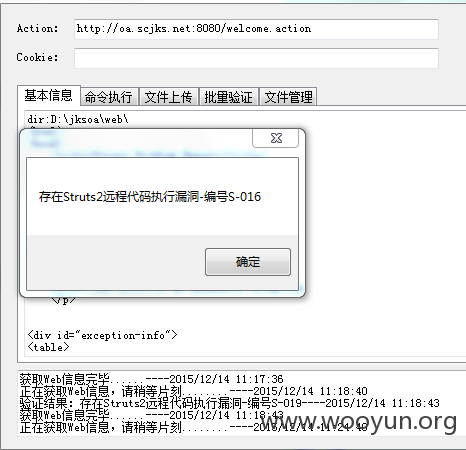 Action: http://oa.scjks.net:8080/welcome.action
Cookie:
基本信息 命令执行 文件上传 批量验证 文件管理
dir:D:\jksoa\web\
存在Struts2远程代码执行漏洞-编号S-016
确定
</p>
<div id="exception-info">
<table>
获取Web信息完毕......----2015/12/14 11:17:36
正在获取Web信息，请稍等片刻......----2015/12/14 11:18:40
验证结果：存在Struts2远程代码执行漏洞-编号S-019----2015/12/14 11:18:43
获取Web信息完毕......----2015/12/14 11:18:43
正在获取Web信息，请稍等片刻
www.wooyun.org